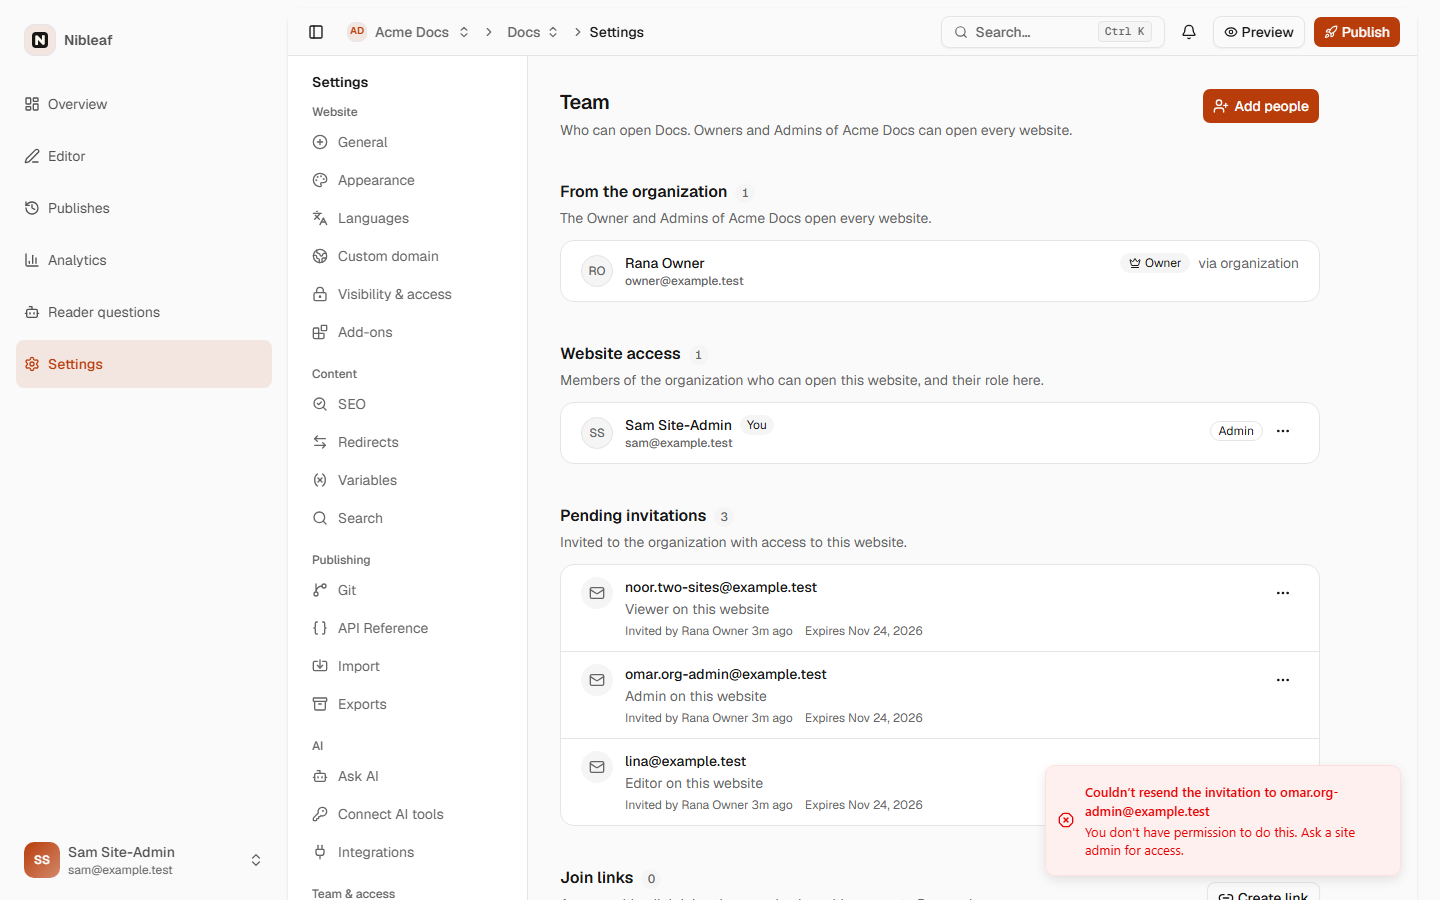 Nibleaf
Overview
Editor
Publishes
Analytics
Reader questions
Settings
SS
Sam Site-Admin
sam@example.test
AD Acme Docs > Docs > Settings
Search... Ctrl K
Preview
Publish
Settings
Website
General
Appearance
Languages
Custom domain
Visibility & access
Add-ons
Content
SEO
Redirects
Variables
Search
Publishing
Git
API Reference
Import
Exports
AI
Ask AI
Connect AI tools
Integrations
Team & access
Team
Add people
Who can open Docs. Owners and Admins of Acme Docs can open every website.
From the organization 1
The Owner and Admins of Acme Docs open every website.
RO
Rana Owner
owner@example.test
Owner via organization
Website access 1
Members of the organization who can open this website, and their role here.
SS
Sam Site-Admin You
sam@example.test
Admin
Pending invitations 3
Invited to the organization with access to this website.
noor.two-sites@example.test
Viewer on this website
Invited by Rana Owner 3m ago Expires Nov 24, 2026
omar.org-admin@example.test
Admin on this website
Invited by Rana Owner 3m ago Expires Nov 24, 2026
lina@example.test
Editor on this website
Invited by Rana Owner 3m ago Expires Nov 24, 2026
Couldn't resend the invitation to omar.org-
admin@example.test
You don't have permission to do this. Ask a site
admin for access.
Join links 0
Create link